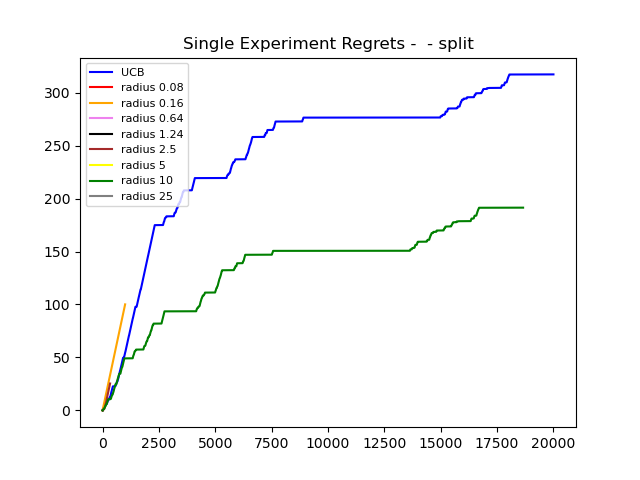 Single Experiment Regrets -  - split
UCB
radius 0.08
radius 0.16
radius 0.64
radius 1.24
radius 2.5
radius 5
radius 10
radius 25
300
250
200
150
100
50
0
0 2500 5000 7500 10000 12500 15000 17500 20000